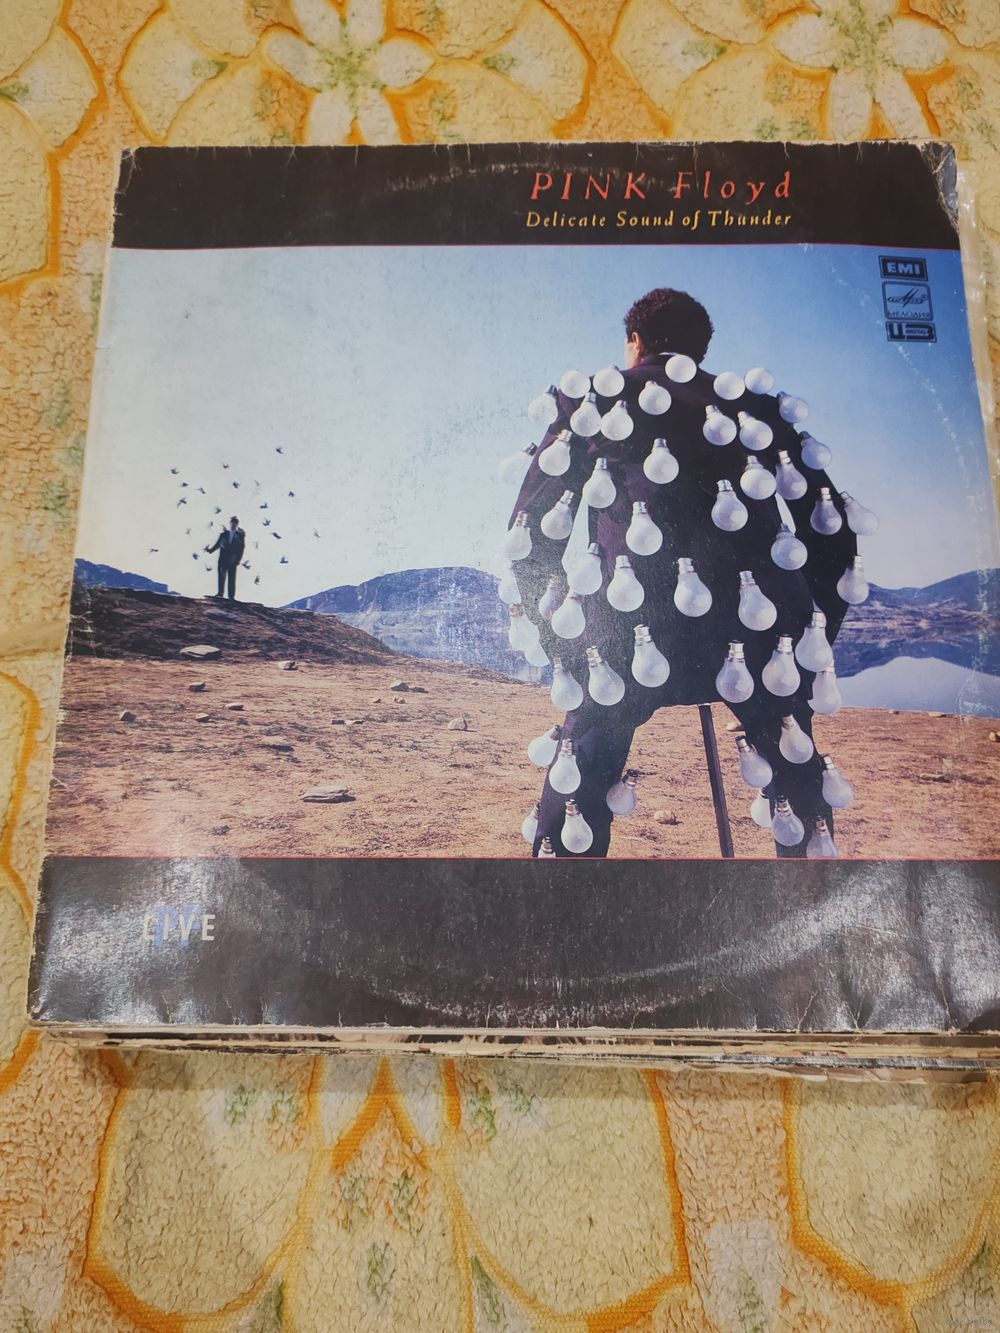 PINK Floyd
Delicate Sound of Thunder
EMI
МЕЛОДИЯ
LIVE